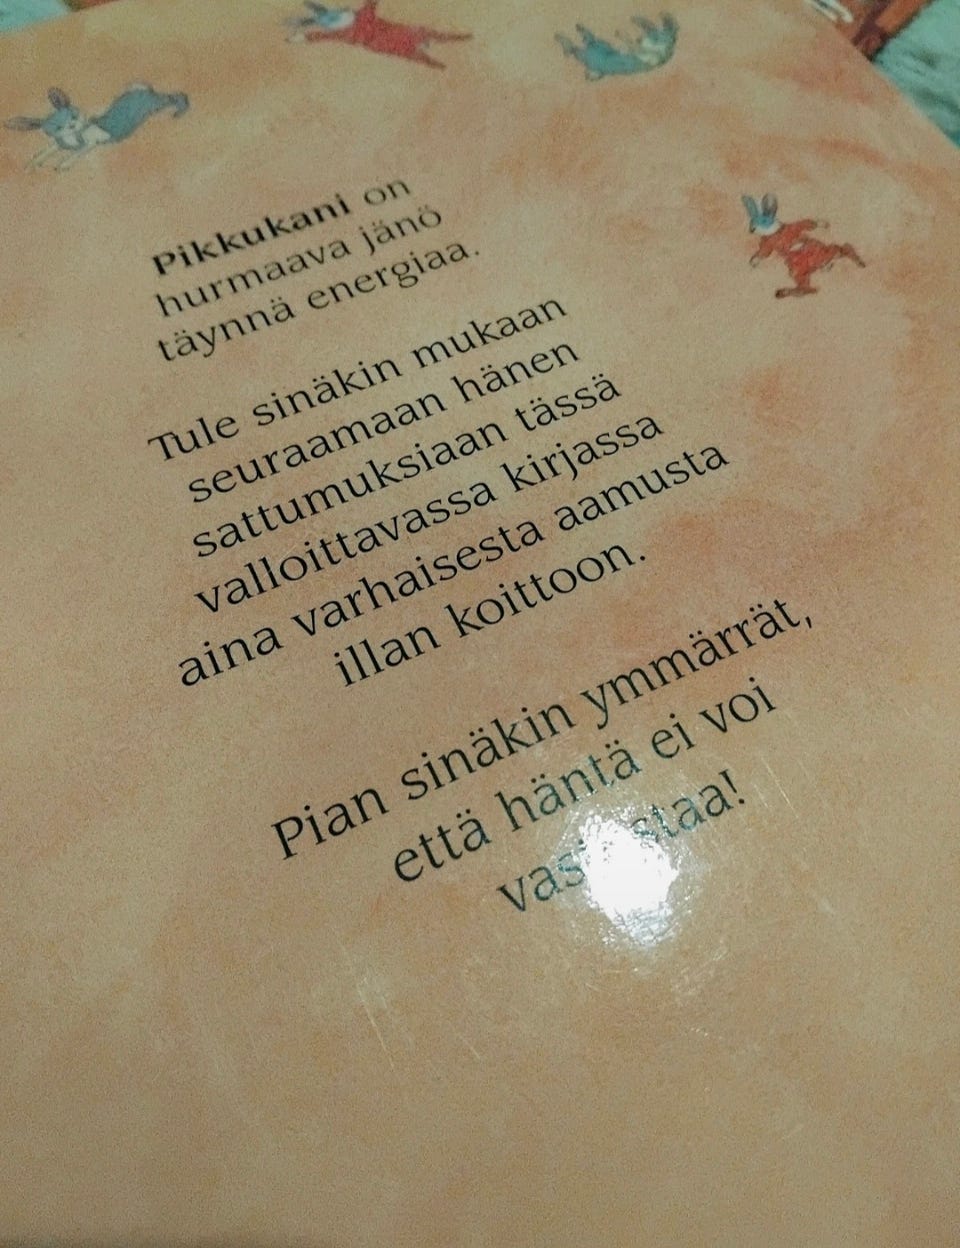 Pikkukani on
hurmaava jänö
täynnä energiaa.
Tule sinäkin mukaan
seuraamaan hänen
sattumuksiaan tässä
valloittavassa kirjassa
aina varhaisesta aamusta
illan koittoon.
Pian sinäkin ymmärrät,
että häntä ei voi